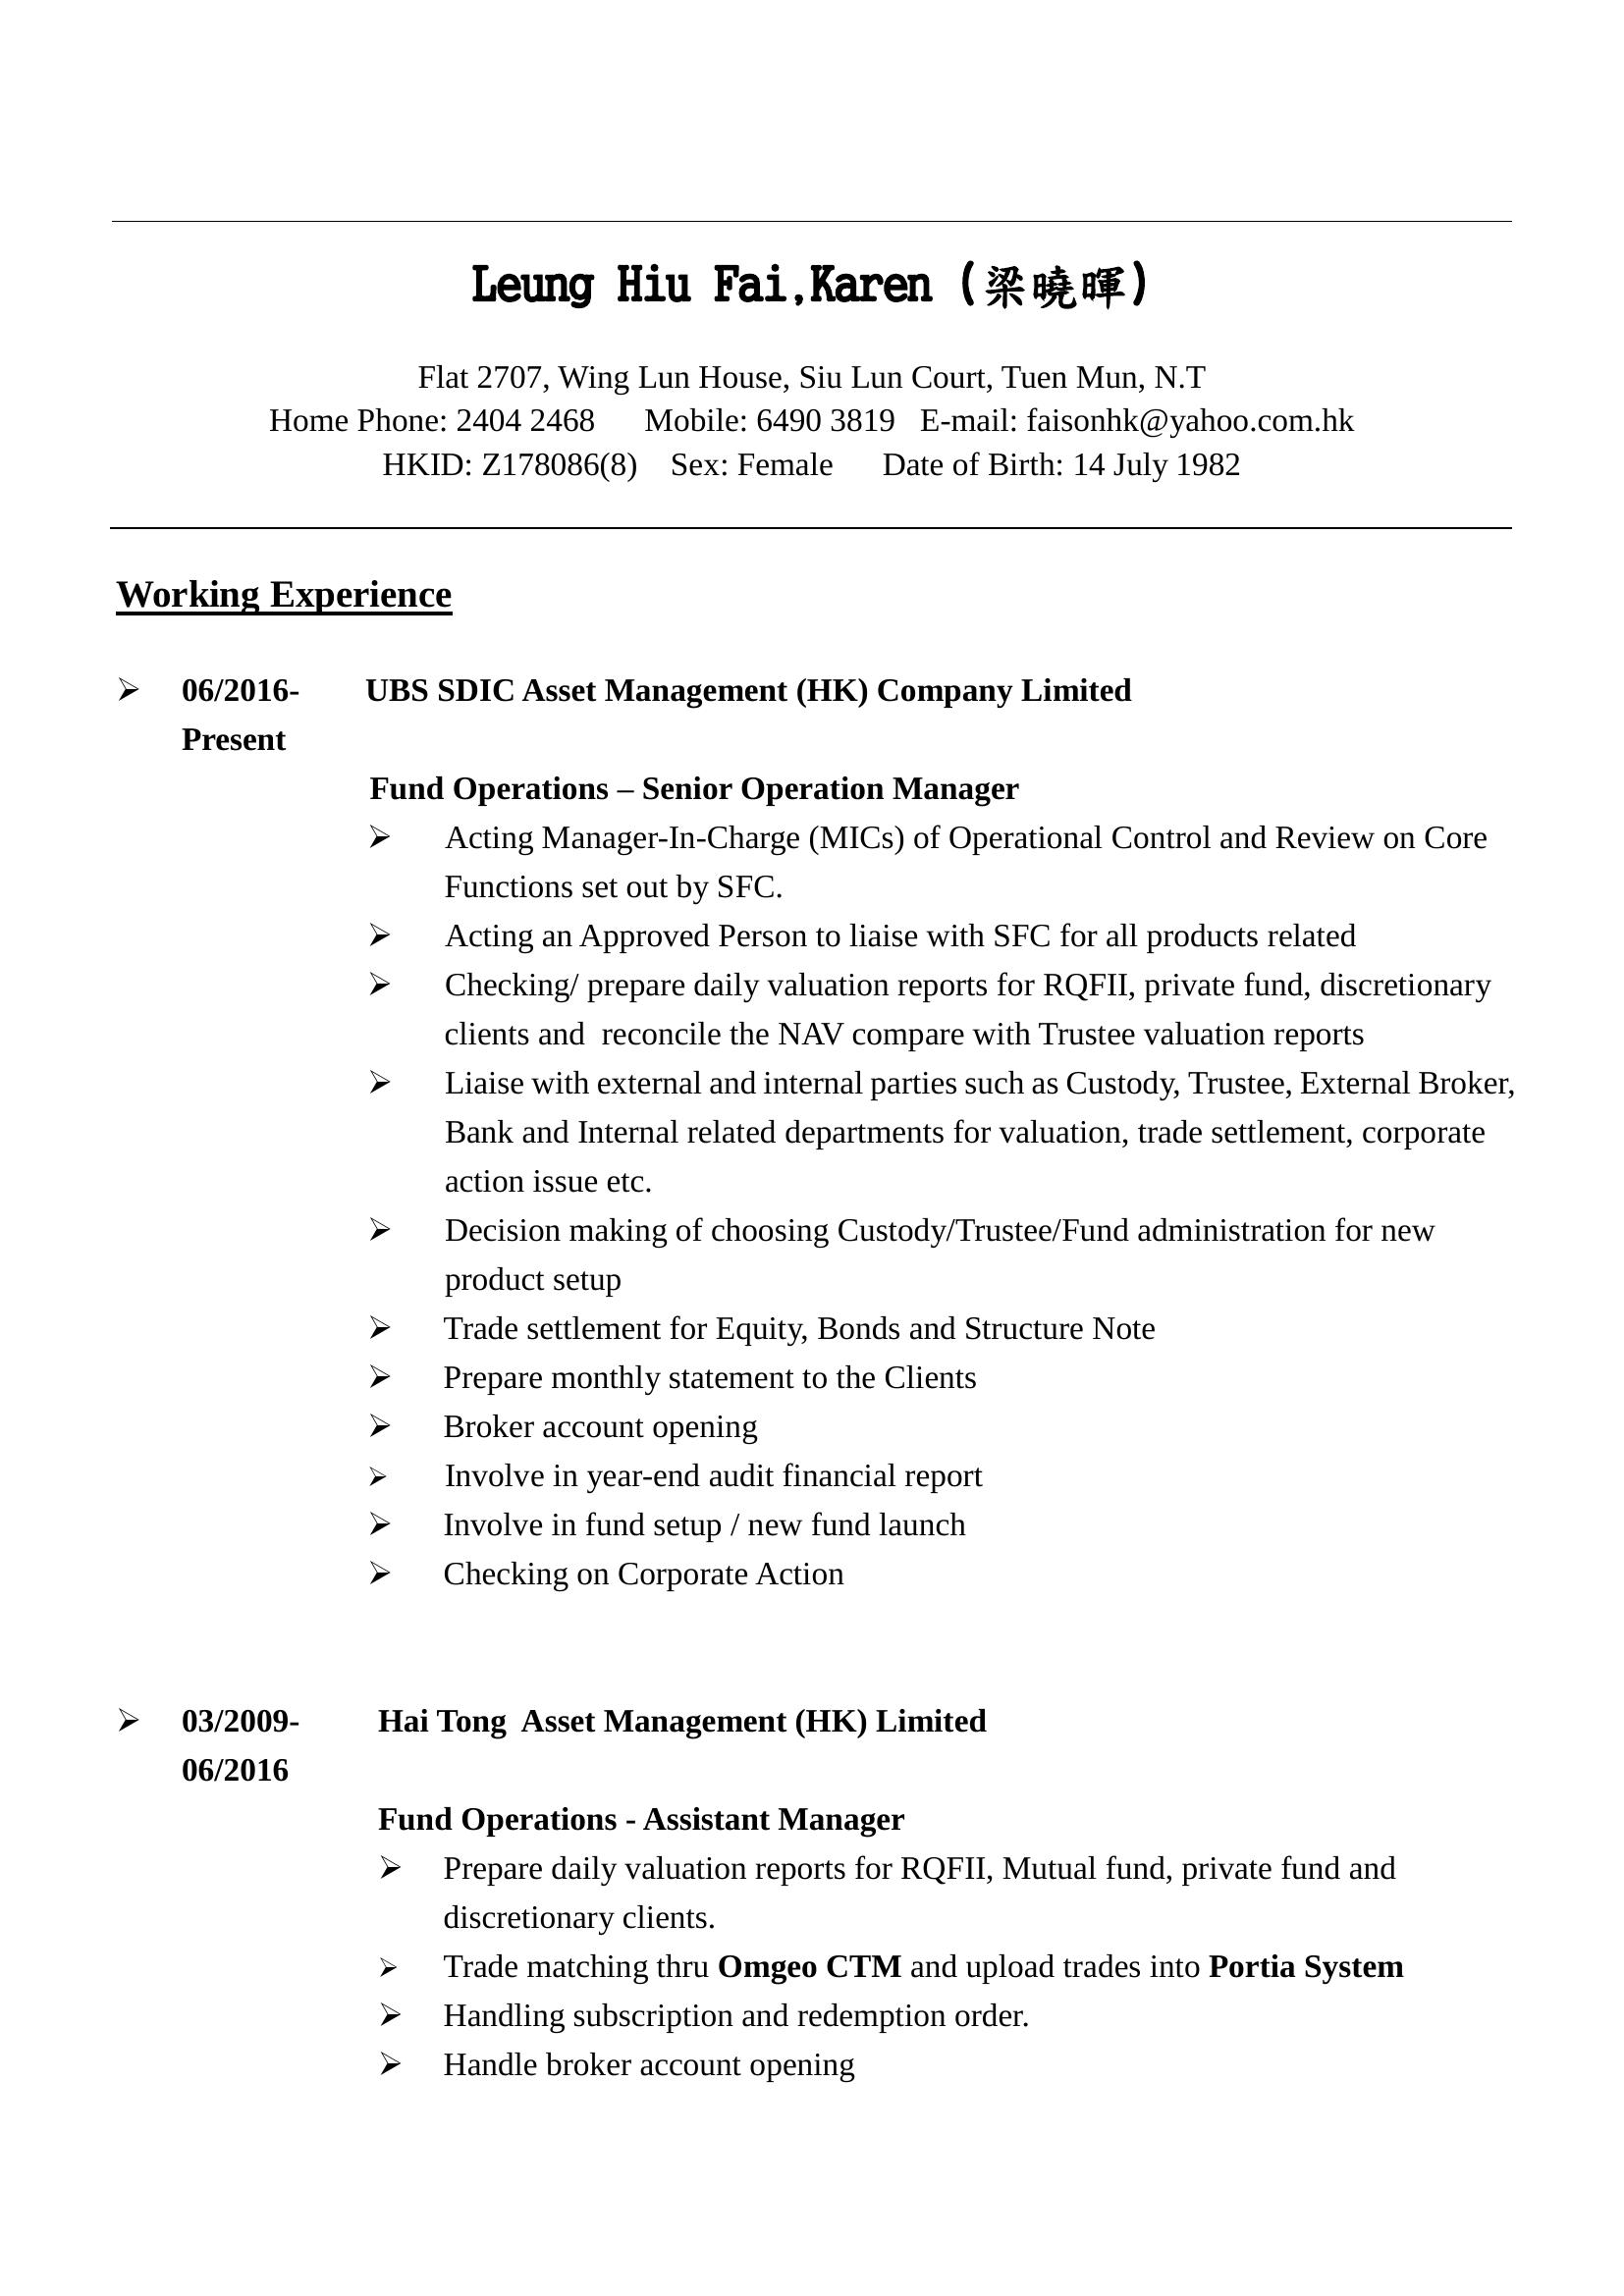 Leung Hiu Fai,Karen (梁曉暉)
Flat 2707, Wing Lun House, Siu Lun Court, Tuen Mun, N.T
Home Phone: 2404 2468 Mobile: 6490 3819 E-mail: faisonhk@yahoo.com.hk
HKID: Z178086(8) Sex: Female Date of Birth: 14 July 1982
Working Experience
➢ 06/2016- UBS SDIC Asset Management (HK) Company Limited
Present
Fund Operations – Senior Operation Manager
➢ Acting Manager-In-Charge (MICs) of Operational Control and Review on Core
Functions set out by SFC.
➢ Acting an Approved Person to liaise with SFC for all products related
➢ Checking/ prepare daily valuation reports for RQFII, private fund, discretionary
clients and  reconcile the NAV compare with Trustee valuation reports
➢ Liaise with external and internal parties such as Custody, Trustee, External Broker,
Bank and Internal related departments for valuation, trade settlement, corporate
action issue etc.
➢ Decision making of choosing Custody/Trustee/Fund administration for new
product setup
➢ Trade settlement for Equity, Bonds and Structure Note
➢ Prepare monthly statement to the Clients
➢ Broker account opening
➢ Involve in year-end audit financial report
➢ Involve in fund setup / new fund launch
➢ Checking on Corporate Action
➢ 03/2009- Hai Tong  Asset Management (HK) Limited
06/2016
Fund Operations - Assistant Manager
➢ Prepare daily valuation reports for RQFII, Mutual fund, private fund and
discretionary clients.
➢ Trade matching thru Omgeo CTM and upload trades into Portia System
➢ Handling subscription and redemption order.
➢ Handle broker account opening